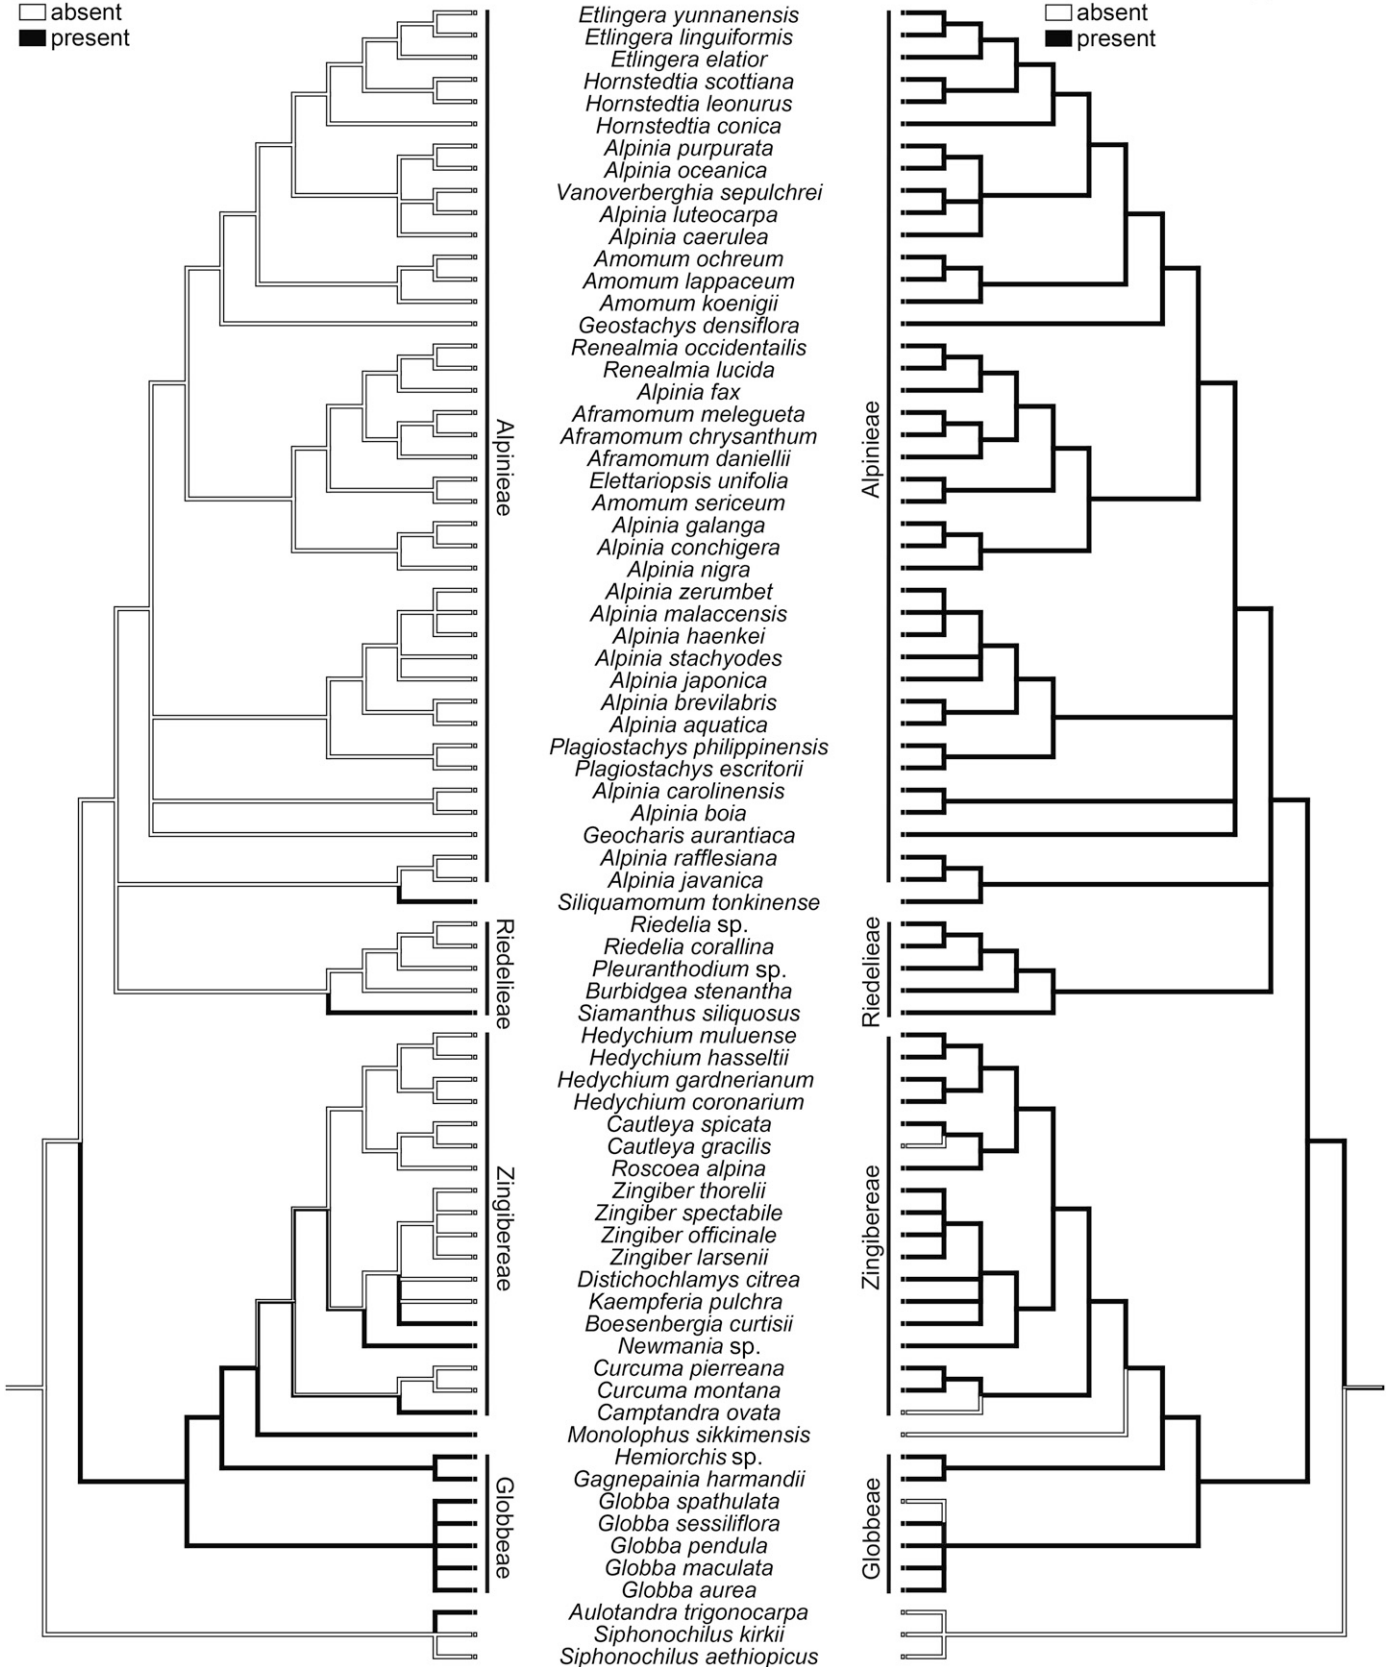 absent
present
absent
present
Etlingera yunnanensis
Etlingera linguiformis
Etlingera elatior
Hornstedtia scottiana
Hornstedtia leonurus
Hornstedtia conica
Alpinia purpurata
Alpinia oceanica
Vanoverberghia sepulchrei
Alpinia luteocarpa
Alpinia caerulea
Amomum ochreum
Amomum lappaceum
Amomum koenigii
Geostachys densiflora
Renealmia occidentailis
Renealmia lucida
Alpinia fax
Aframomum melegueta
Aframomum chrysanthum
Aframomum daniellii
Elettariopsis unifolia
Amomum sericeum
Alpinia galanga
Alpinia conchigera
Alpinia nigra
Alpinia zerumbet
Alpinia malaccensis
Alpinia haenkei
Alpinia stachyodes
Alpinia japonica
Alpinia brevilabris
Alpinia aquatica
Plagiostachys philippinensis
Plagiostachys escritorii
Alpinia carolinensis
Alpinia boia
Geocharis aurantiaca
Alpinia rafflesiana
Alpinia javanica
Siliquamomum tonkinense
Riedelia sp.
Riedelia corallina
Pleuranthodium sp.
Burbidgea stenantha
Siamanthus siliquosus
Hedychium muluense
Hedychium hasseltii
Hedychium gardnerianum
Hedychium coronarium
Cautleya spicata
Cautleya gracilis
Roscoea alpina
Zingiber thorelii
Zingiber spectabile
Zingiber officinale
Zingiber larsenii
Distichochlamys citrea
Kaempferia pulchra
Boesenbergia curtisii
Newmania sp.
Curcuma pierreana
Curcuma montana
Camptandra ovata
Monolophus sikkimensis
Hemiorchis sp.
Gagnepainia harmandii
Globba spathulata
Globba sessiliflora
Globba pendula
Globba maculata
Globba aurea
Aulotandra trigonocarpa
Siphonochilus kirkii
Siphonochilus aethiopicus
Alpinieae
Riedelieae
Zingibereae
Globbeae
Alpinieae
Riedelieae
Zingibereae
Globbeae